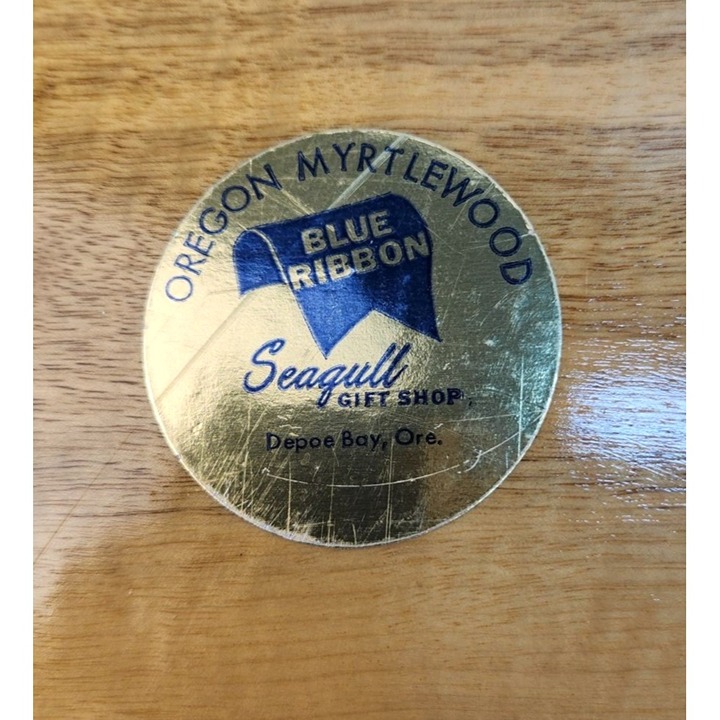 OREGON MYRTLEWOOD
BLUE
RIBBON
Seagull
GIFT SHOP,
Depoe Bay, Ore.